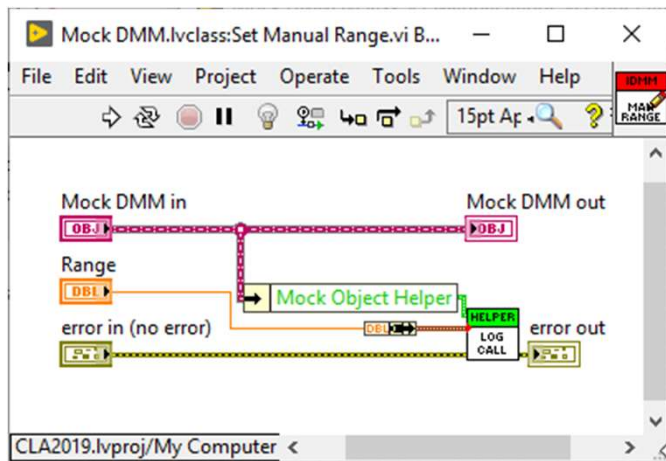 Mock DMM.lvclass:Set Manual Range.vi B...
File Edit View Project Operate Tools Window Help
15pt Ap
IDMM
MAN
RANGE
Mock DMM in
Mock DMM out
OBJ
OBJ
Range
DBL
Mock Object Helper
DBL
HELPER
LOG
CALL
error in (no error)
error out
CLA2019.lvproj/My Computer